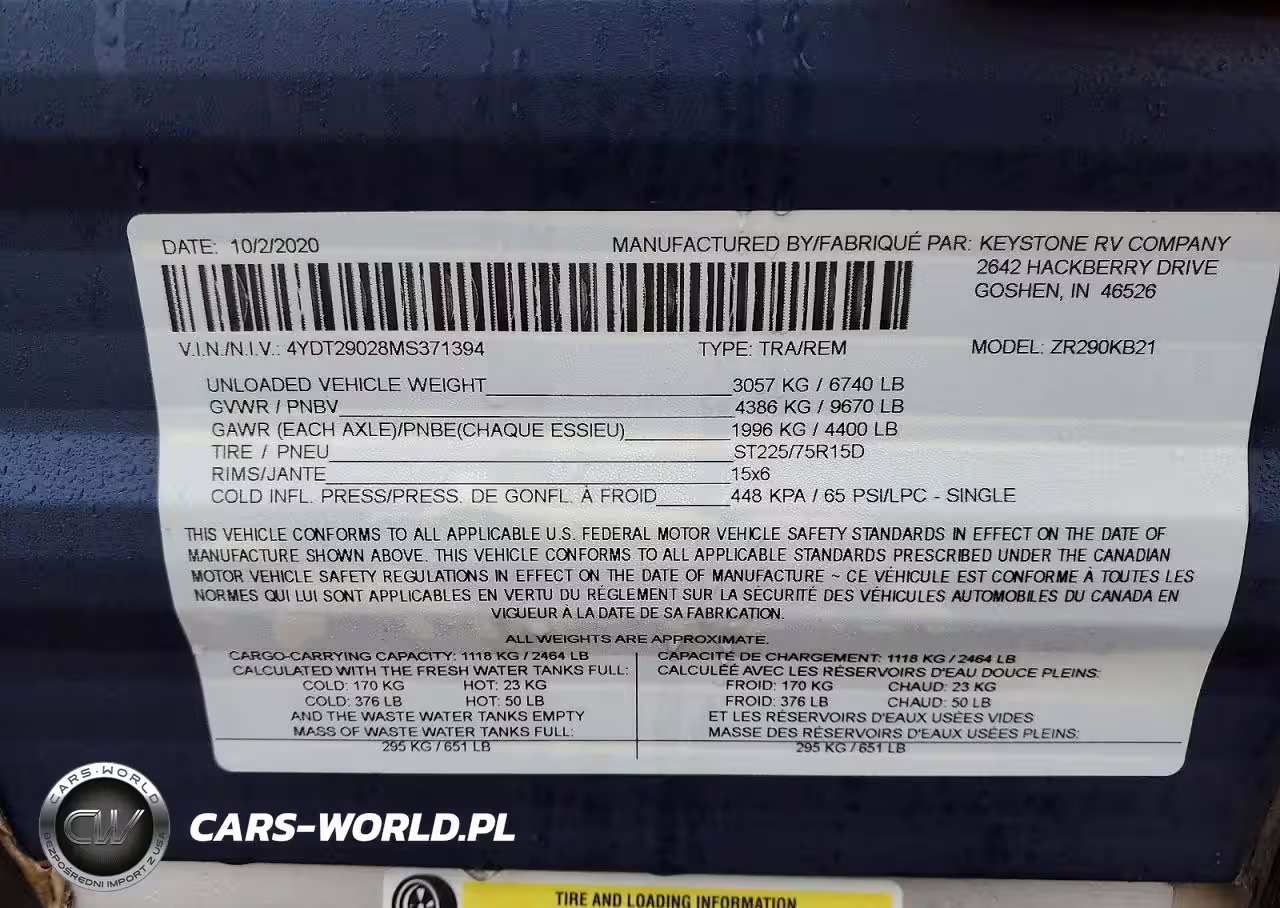 DATE: 10/2/2020
MANUFACTURED BY/FABRIQUÉ PAR: KEYSTONE RV COMPANY
2642 HACKBERRY DRIVE
GOSHEN, IN 46526
V.I.N./N.I.V.: 4YDT29028MS371394 TYPE: TRA/REM MODEL: ZR290KB21
UNLOADED VEHICLE WEIGHT 3057 KG / 6740 LB
GVWR / PNBV 4386 KG / 9670 LB
GAWR (EACH AXLE)/PNBE(CHAQUE ESSIEU) 1996 KG / 4400 LB
TIRE / PNEU ST225/75R15D
RIMS/JANTE 15x6
COLD INFL. PRESS/PRESS. DE GONFL. À FROID 448 KPA / 65 PSI/LPC - SINGLE
THIS VEHICLE CONFORMS TO ALL APPLICABLE U.S. FEDERAL MOTOR VEHICLE SAFETY STANDARDS IN EFFECT ON THE DATE OF
MANUFACTURE SHOWN ABOVE. THIS VEHICLE CONFORMS TO ALL APPLICABLE STANDARDS PRESCRIBED UNDER THE CANADIAN
MOTOR VEHICLE SAFETY REGULATIONS IN EFFECT ON THE DATE OF MANUFACTURE ~ CE VÉHICULE EST CONFORME À TOUTES LES
NORMES QUI LUI SONT APPLICABLES EN VERTU DU RÉGLEMENT SUR LA SÉCURITÉ DES VÉHICULES AUTOMOBILES DU CANADA EN
VIGUEUR À LA DATE DE SA FABRICATION.
ALL WEIGHTS ARE APPROXIMATE.
CARGO-CARRYING CAPACITY: 1118 KG / 2464 LB
CALCULATED WITH THE FRESH WATER TANKS FULL:
COLD: 170 KG HOT: 23 KG
COLD: 376 LB HOT: 50 LB
AND THE WASTE WATER TANKS EMPTY
MASS OF WASTE WATER TANKS FULL:
295 KG / 651 LB
CAPACITÉ DE CHARGEMENT: 1118 KG / 2464 LB
CALCULÉE AVEC LES RÉSERVOIRS D'EAU DOUCE PLEINS:
FROID: 170 KG CHAUD: 23 KG
FROID: 376 LB CHAUD: 50 LB
ET LES RÉSERVOIRS D'EAUX USÉES VIDES
MASSE DES RÉSERVOIRS D'EAUX USÉES PLEINS:
295 KG / 651 LB
CARS-WORLD
CW
BEZPOŚREDNI IMPORT Z USA
CARS-WORLD.PL
TIRE AND LOADING INFORMATION